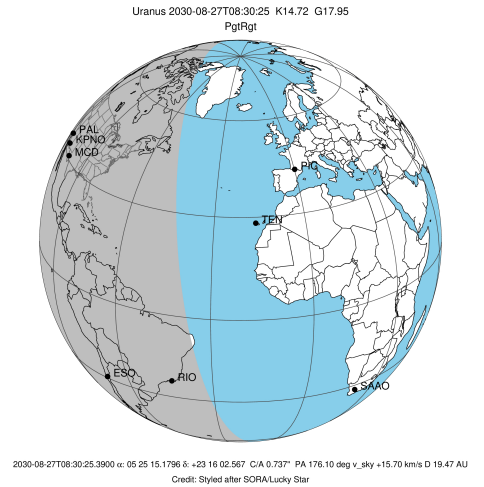 Uranus 2030-08-27T08:30:25 K14.72 G17.95
PgtRgt
PAL
KPNO
MCD
PIC
TEN
ESO
RIO
SAAO
2030-08-27T08:30:25.3900 α: 05 25 15.1796 δ: +23 16 02.567 C/A 0.737" PA 176.10 deg v_sky +15.70 km/s D 19.47 AU
Credit: Styled after SORA/Lucky Star